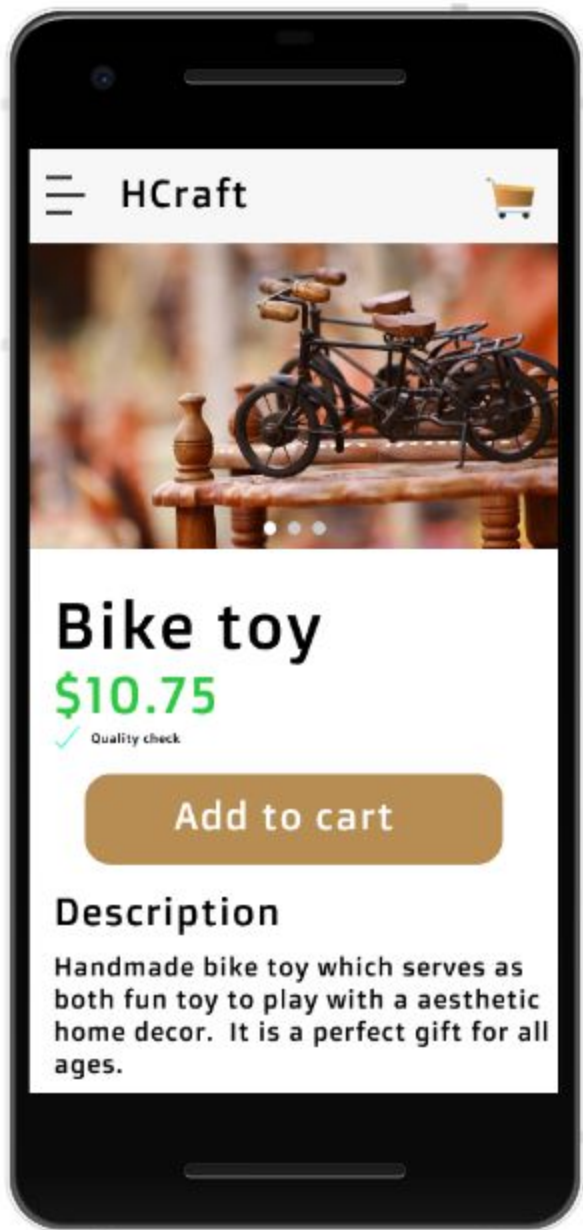 HCraft
Bike toy
$10.75
Quality check
Add to cart
Description
Handmade bike toy which serves as
both fun toy to play with a aesthetic
home decor.  It is a perfect gift for all
ages.